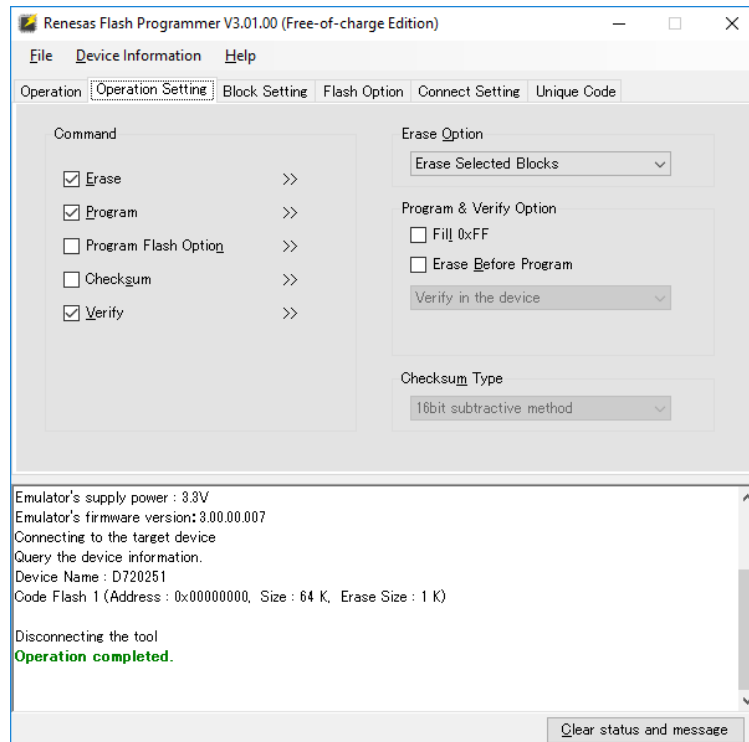 Renesas Flash Programmer V3.01.00 (Free-of-charge Edition)
File Device Information Help
Operation Operation Setting Block Setting Flash Option Connect Setting Unique Code
Command
Erase >>
Program >>
Program Flash Option >>
Checksum >>
Verify >>
Erase Option
Erase Selected Blocks
Program & Verify Option
Fill 0xFF
Erase Before Program
Verify in the device
Checksum Type
16bit subtractive method
Emulator's supply power : 3.3V
Emulator's firmware version: 3.00.00.007
Connecting to the target device
Query the device information.
Device Name : D720251
Code Flash 1 (Address : 0x00000000, Size : 64 K, Erase Size : 1 K)
Disconnecting the tool
Operation completed.
Clear status and message